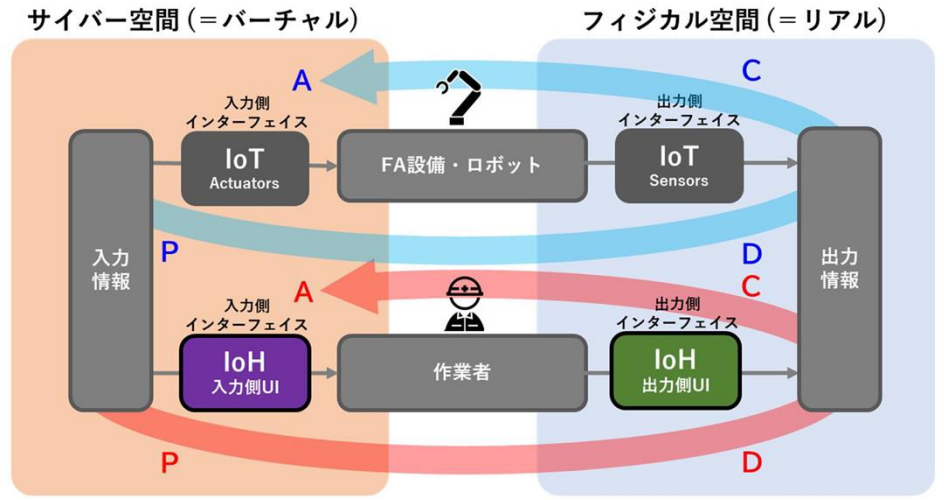 サイバー空間 (＝バーチャル)
フィジカル空間 (＝リアル)
A
C
入力側
インターフェイス
出力側
インターフェイス
IoT
Actuators
FA設備・ロボット
IoT
Sensors
P
D
入力
情報
出力
情報
A
C
入力側
インターフェイス
出力側
インターフェイス
IoH
入力側UI
作業者
IoH
出力側UI
P
D